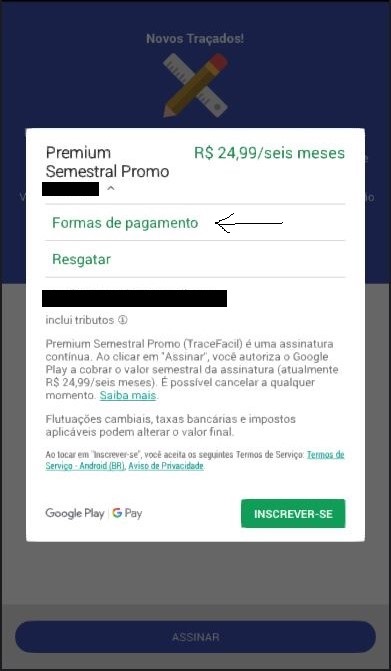 Novos Traçados!
Premium
Semestral Promo
R$ 24,99/seis meses
Formas de pagamento
Resgatar
inclui tributos
Premium Semestral Promo (TraceFacil) é uma assinatura
contínua. Ao clicar em "Assinar", você autoriza o Google
Play a cobrar o valor semestral da assinatura (atualmente
R$ 24,99/seis meses). É possível cancelar a qualquer
momento. Saiba mais.
Flutuações cambiais, taxas bancárias e impostos
aplicáveis podem alterar o valor final.
Ao tocar em "Inscrever-se", você aceita os seguintes Termos de Serviço: Termos de
Serviço - Android (BR), Aviso de Privacidade.
Google Play | G Pay
INSCREVER-SE
ASSINAR